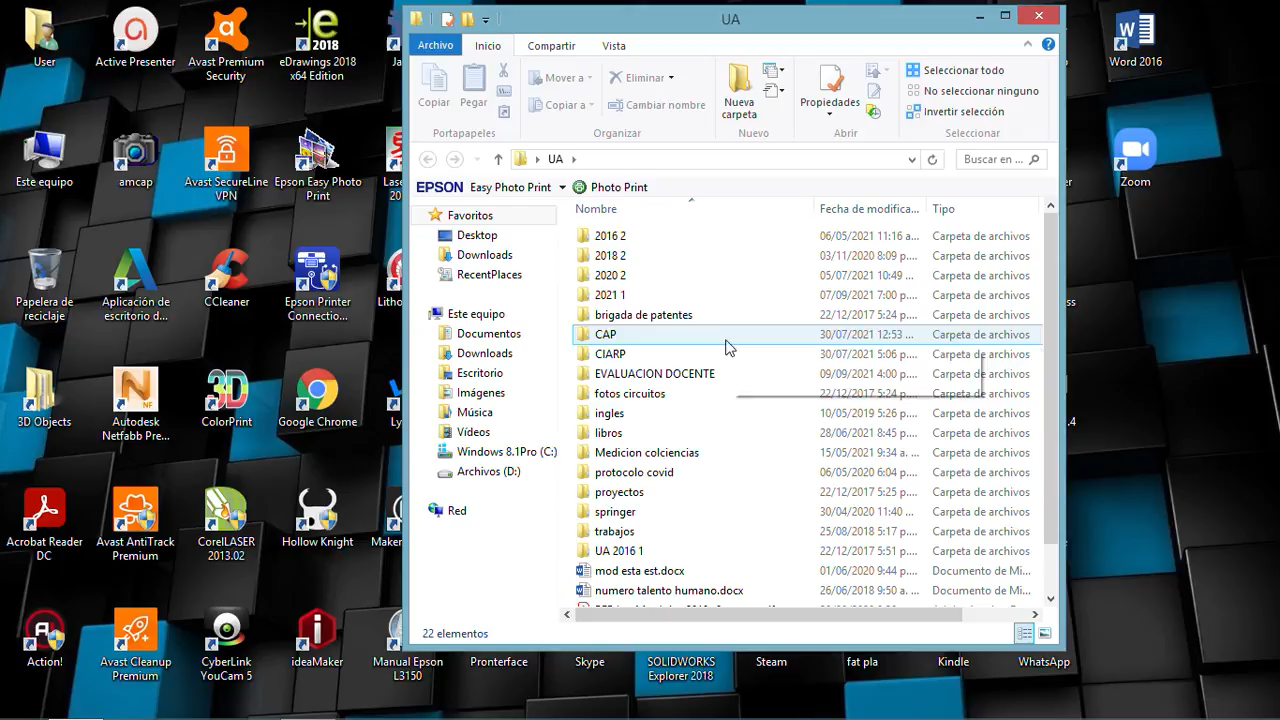 User
Active Presenter
Avast Premium
Security
eDrawings 2018
x64 Edition
Este equipo
amcap
Avast SecureLine
VPN
Epson Easy Photo
Print
Papelera de
reciclaje
Aplicación de
escritorio d...
CCleaner
Epson Printer
Connectio...
3D Objects
Autodesk
Netfabb Pre...
ColorPrint
Google Chrome
Acrobat Reader
DC
Avast AntiTrack
Premium
CorelLASER
2013.02
Hollow Knight
Action!
Avast Cleanup
Premium
CyberLink
YouCam 5
ideaMaker
Manual Epson
L3150
Pronterface
Skype
SOLIDWORKS
Explorer 2018
Steam
fat pla
Kindle
WhatsApp
Word 2016
Zoom
UA
Archivo
Inicio
Compartir
Vista
Copiar
Pegar
Mover a
Copiar a
Eliminar
Cambiar nombre
Nueva
carpeta
Propiedades
Seleccionar todo
No seleccionar ninguno
Invertir selección
Portapapeles
Organizar
Nuevo
Abrir
Seleccionar
UA
Buscar en ...
EPSON Easy Photo Print
Photo Print
Favoritos
Desktop
Downloads
RecentPlaces
Este equipo
Documentos
Downloads
Escritorio
Imágenes
Música
Vídeos
Windows 8.1Pro (C:)
Archivos (D:)
Red
Nombre Fecha de modifica... Tipo
2016 2 06/05/2021 11:16 a... Carpeta de archivos
2018 2 03/11/2020 8:09 p... Carpeta de archivos
2020 2 05/07/2021 10:49 ... Carpeta de archivos
2021 1 07/09/2021 7:00 p... Carpeta de archivos
brigada de patentes 22/12/2017 5:24 p... Carpeta de archivos
CAP 30/07/2021 12:53 ... Carpeta de archivos
CIARP 30/07/2021 5:06 p... Carpeta de archivos
EVALUACION DOCENTE 09/09/2021 4:00 p... Carpeta de archivos
fotos circuitos 22/12/2017 5:24 p... Carpeta de archivos
ingles 10/05/2019 5:26 p... Carpeta de archivos
libros 28/06/2021 8:45 p... Carpeta de archivos
Medicion colciencias 15/05/2021 9:34 a... Carpeta de archivos
protocolo covid 06/05/2020 6:04 p... Carpeta de archivos
proyectos 22/12/2017 5:25 p... Carpeta de archivos
springer 30/04/2020 11:40 ... Carpeta de archivos
trabajos 25/08/2018 5:17 p... Carpeta de archivos
UA 2016 1 22/12/2017 5:51 p... Carpeta de archivos
mod esta est.docx 01/06/2020 9:44 p... Documento de Mi...
numero talento humano.docx 26/06/2018 9:50 a... Documento de Mi...
22 elementos